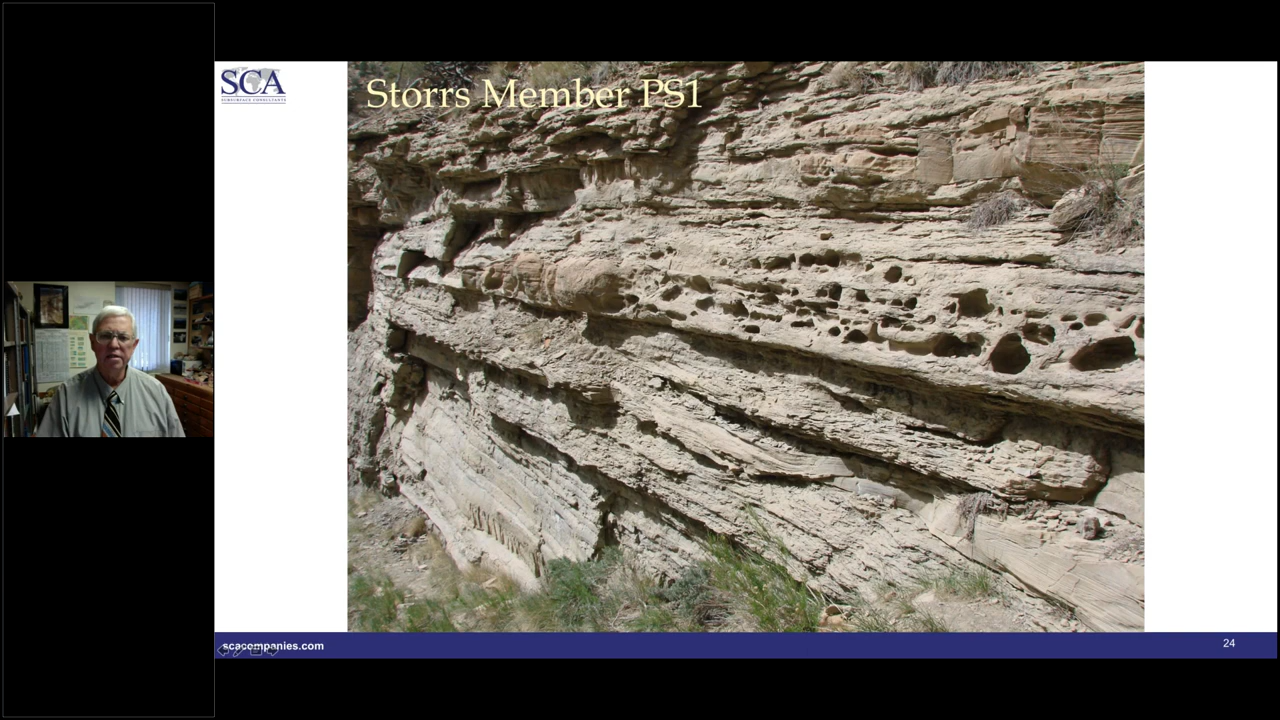 Storrs Member PS1
SCA
SUBSURFACE CONSULTANTS
scacompanies.com
24